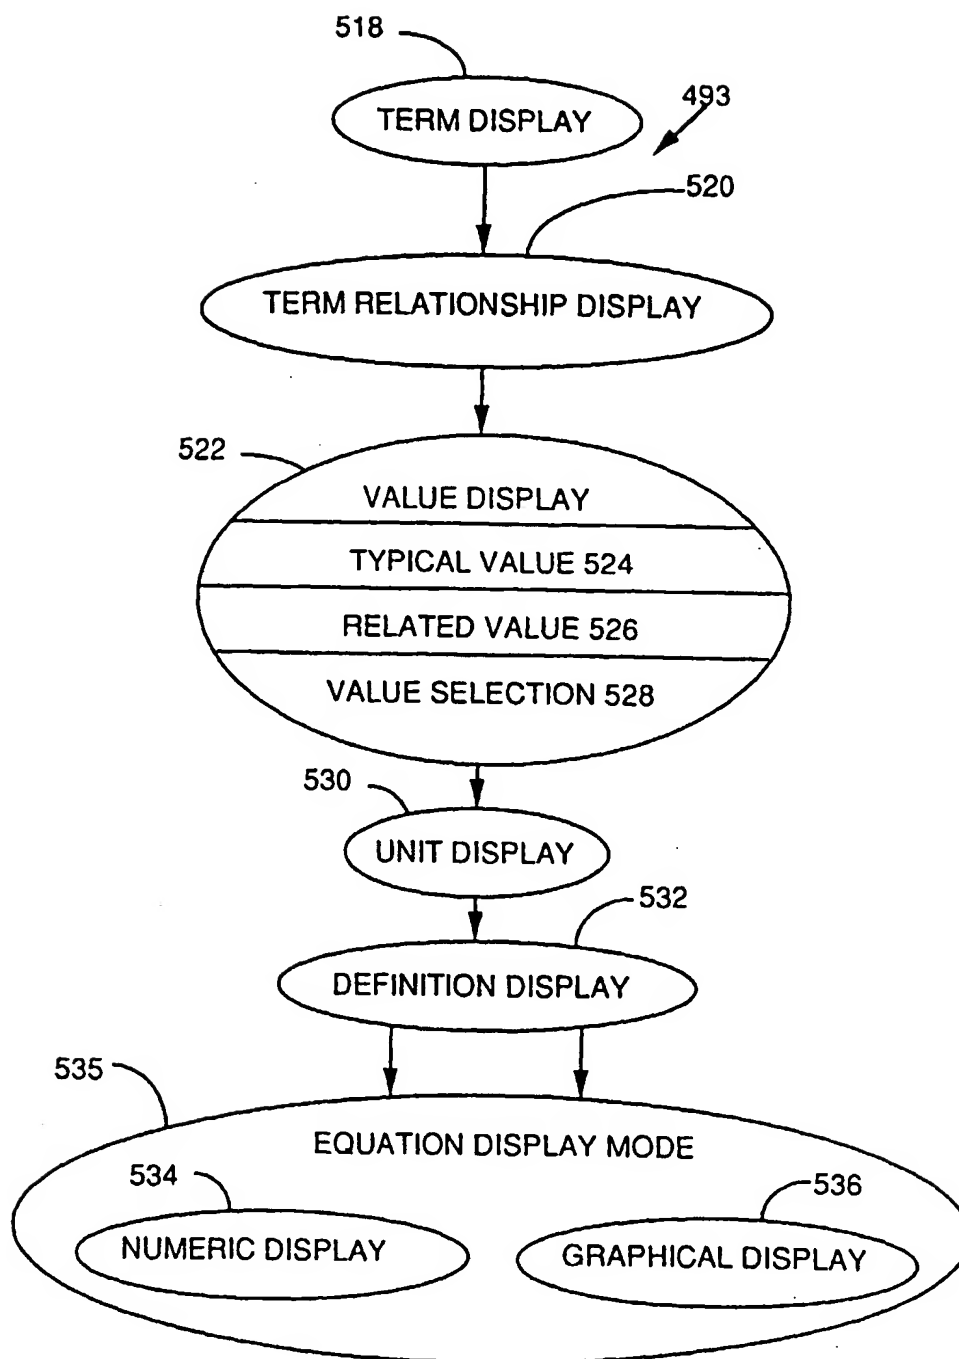 518
TERM DISPLAY
493
520
TERM RELATIONSHIP DISPLAY
522
VALUE DISPLAY
TYPICAL VALUE 524
RELATED VALUE 526
VALUE SELECTION 528
530
UNIT DISPLAY
532
DEFINITION DISPLAY
535
EQUATION DISPLAY MODE
534
536
NUMERIC DISPLAY
GRAPHICAL DISPLAY